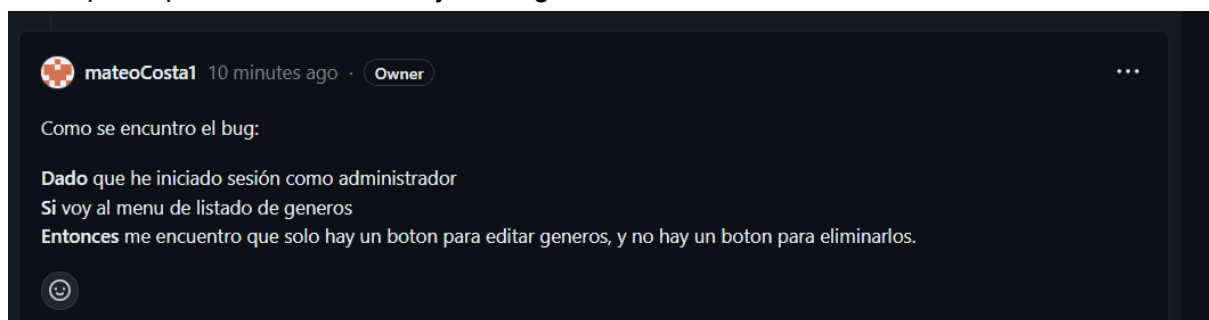 mateoCosta1 10 minutes ago · Owner
Como se encuntro el bug:
Dado que he iniciado sesión como administrador
Si voy al menu de listado de generos
Entonces me encuentro que solo hay un boton para editar generos, y no hay un boton para eliminarlos.